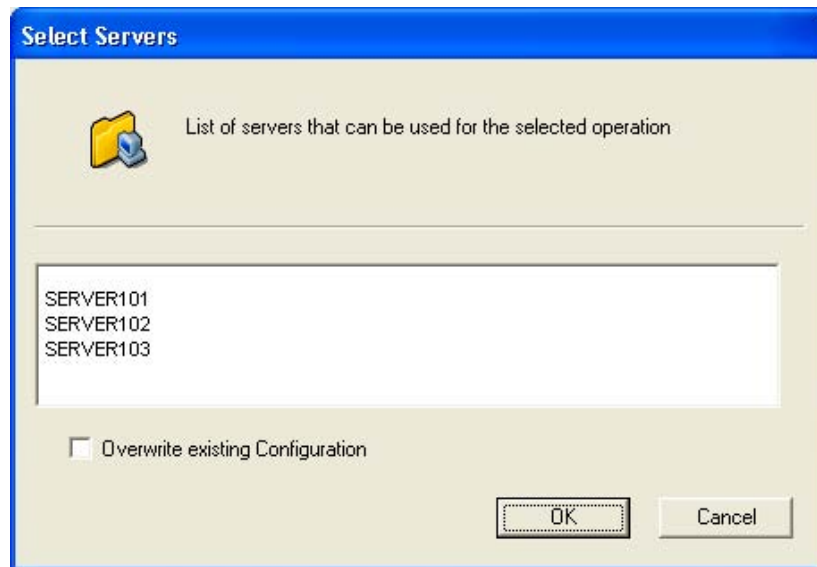 Select Servers
List of servers that can be used for the selected operation
SERVER101
SERVER102
SERVER103
Overwrite existing Configuration
OK
Cancel